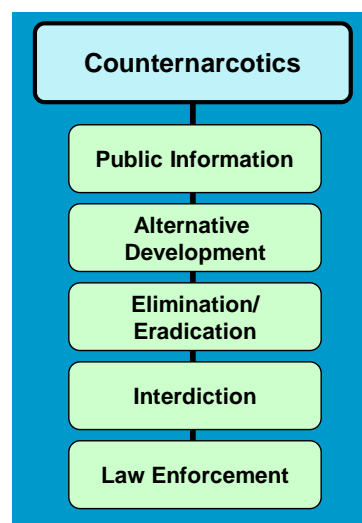 Counternarcotics
Public Information
Alternative
Development
Elimination/
Eradication
Interdiction
Law Enforcement